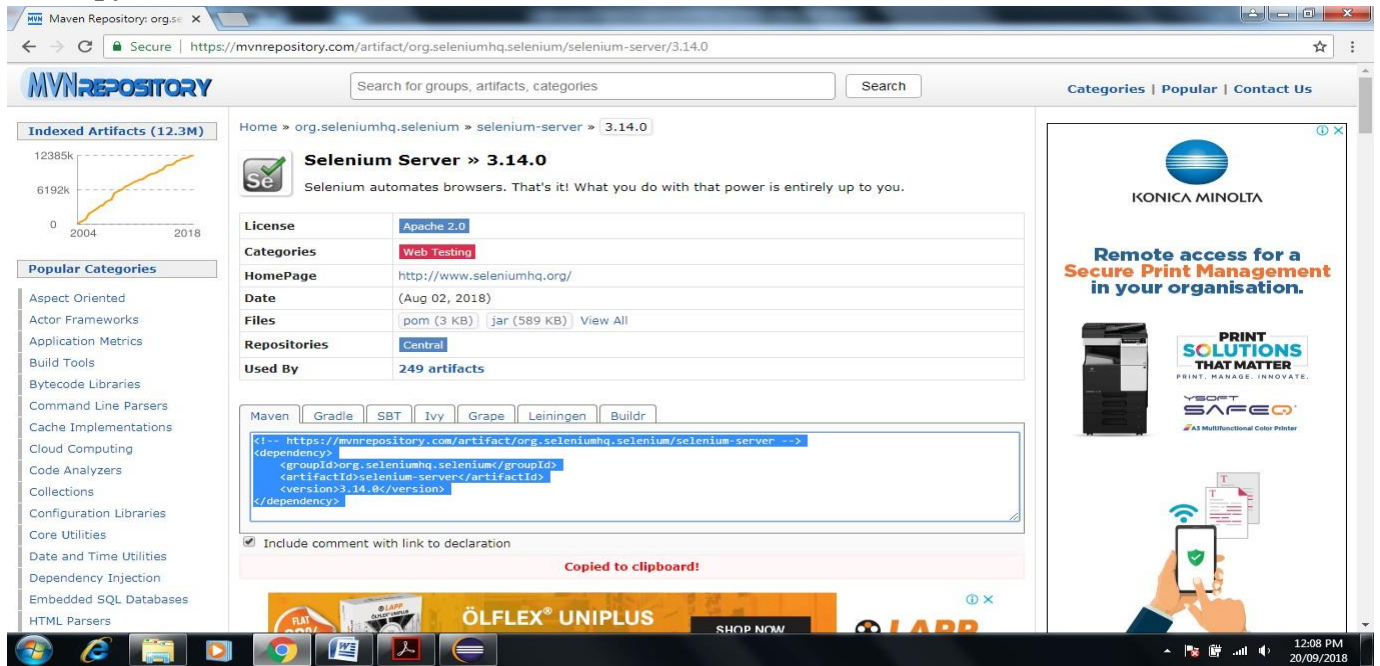 Maven Repository: org.se
Secure | https://mvnrepository.com/artifact/org.seleniumhq.selenium/selenium-server/3.14.0
MVNREPOSITORY
Search for groups, artifacts, categories
Search
Categories | Popular | Contact Us
Indexed Artifacts (12.3M)
12385k
6192k
0
2004 2018
Popular Categories
Aspect Oriented
Actor Frameworks
Application Metrics
Build Tools
Bytecode Libraries
Command Line Parsers
Cache Implementations
Cloud Computing
Code Analyzers
Collections
Configuration Libraries
Core Utilities
Date and Time Utilities
Dependency Injection
Embedded SQL Databases
HTML Parsers
Home » org.seleniumhq.selenium » selenium-server » 3.14.0
Se
Selenium Server » 3.14.0
Selenium automates browsers. That's it! What you do with that power is entirely up to you.
License Apache 2.0
Categories Web Testing
HomePage http://www.seleniumhq.org/
Date (Aug 02, 2018)
Files pom (3 KB) jar (589 KB) View All
Repositories Central
Used By 249 artifacts
Maven Gradle SBT Ivy Grape Leiningen Buildr
<!-- https://mvnrepository.com/artifact/org.seleniumhq.selenium/selenium-server -->
<dependency>
<groupId>org.seleniumhq.selenium</groupId>
<artifactId>selenium-server</artifactId>
<version>3.14.0</version>
</dependency>
Include comment with link to declaration
Copied to clipboard!
FLAT
LAPP
ÖLFLEX® UNIPLUS
SHOP NOW
LAPP
KONICA MINOLTA
Remote access for a
Secure Print Management
in your organisation.
PRINT
SOLUTIONS
THAT MATTER
PRINT. MANAGE. INNOVATE.
YSOFT
SAFEQ
A3 Multifunctional Color Printer
T
T
12:08 PM
20/09/2018